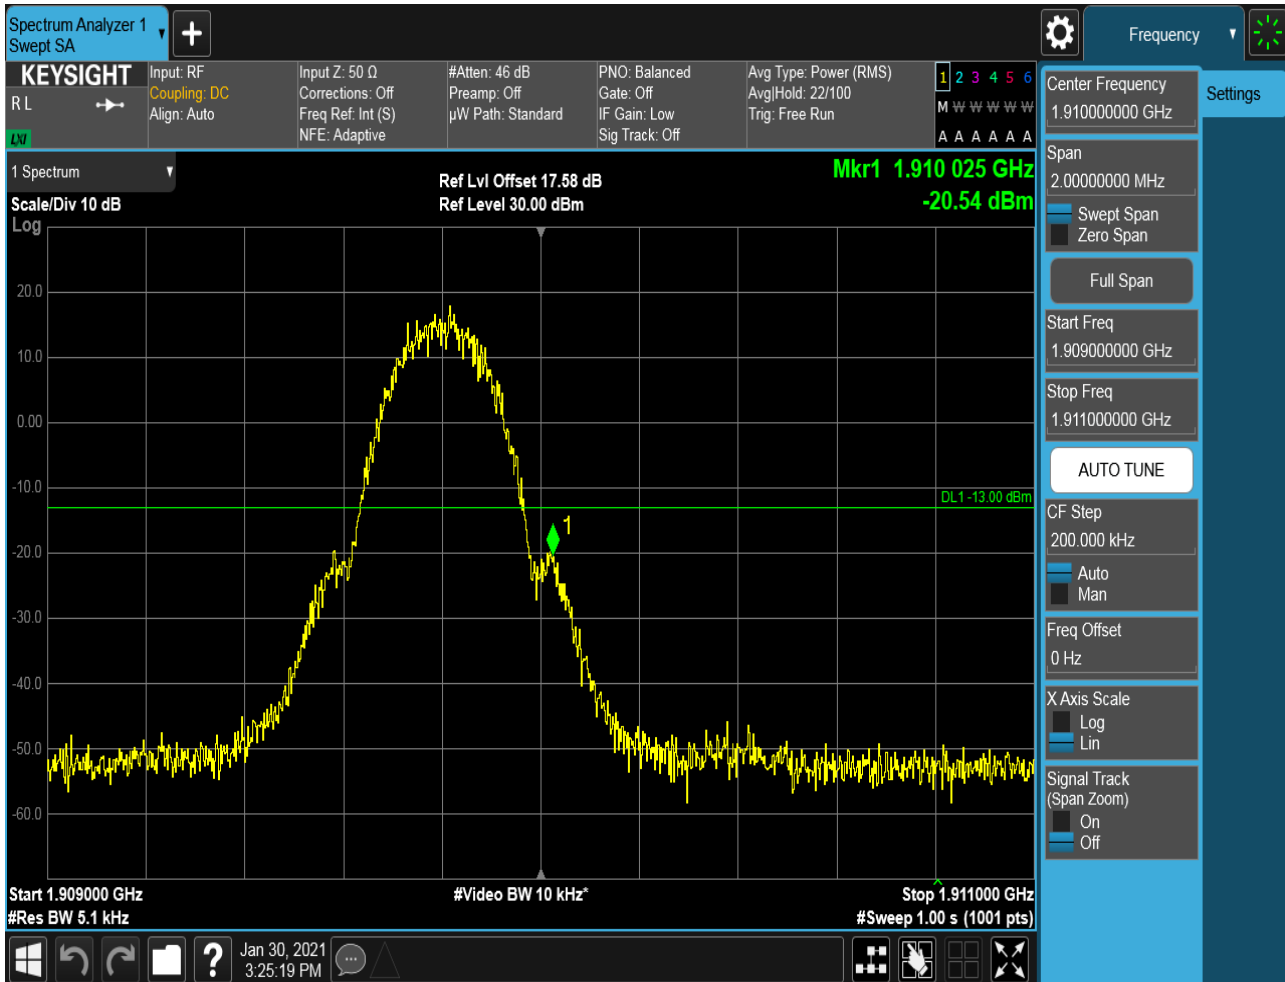 Spectrum Analyzer 1
Swept SA
+
Frequency
KEYSIGHT
R L
LXI
Input: RF
Coupling: DC
Align: Auto
Input Z: 50 Ω
Corrections: Off
Freq Ref: Int (S)
NFE: Adaptive
#Atten: 46 dB
Preamp: Off
µW Path: Standard
PNO: Balanced
Gate: Off
IF Gain: Low
Sig Track: Off
Avg Type: Power (RMS)
Avg|Hold: 22/100
Trig: Free Run
1 2 3 4 5 6
M W W W W W
A A A A A A
1 Spectrum
Scale/Div 10 dB
Log
Ref Lvl Offset 17.58 dB
Ref Level 30.00 dBm
Mkr1 1.910 025 GHz
-20.54 dBm
20.0
10.0
0.00
-10.0
-20.0
-30.0
-40.0
-50.0
-60.0
DL1 -13.00 dBm
1
Start 1.909000 GHz
#Res BW 5.1 kHz
#Video BW 10 kHz*
Stop 1.911000 GHz
#Sweep 1.00 s (1001 pts)
?
Jan 30, 2021
3:25:19 PM
Center Frequency
1.910000000 GHz
Span
2.00000000 MHz
Swept Span
Zero Span
Full Span
Start Freq
1.909000000 GHz
Stop Freq
1.911000000 GHz
AUTO TUNE
CF Step
200.000 kHz
Auto
Man
Freq Offset
0 Hz
X Axis Scale
Log
Lin
Signal Track
(Span Zoom)
On
Off
Settings